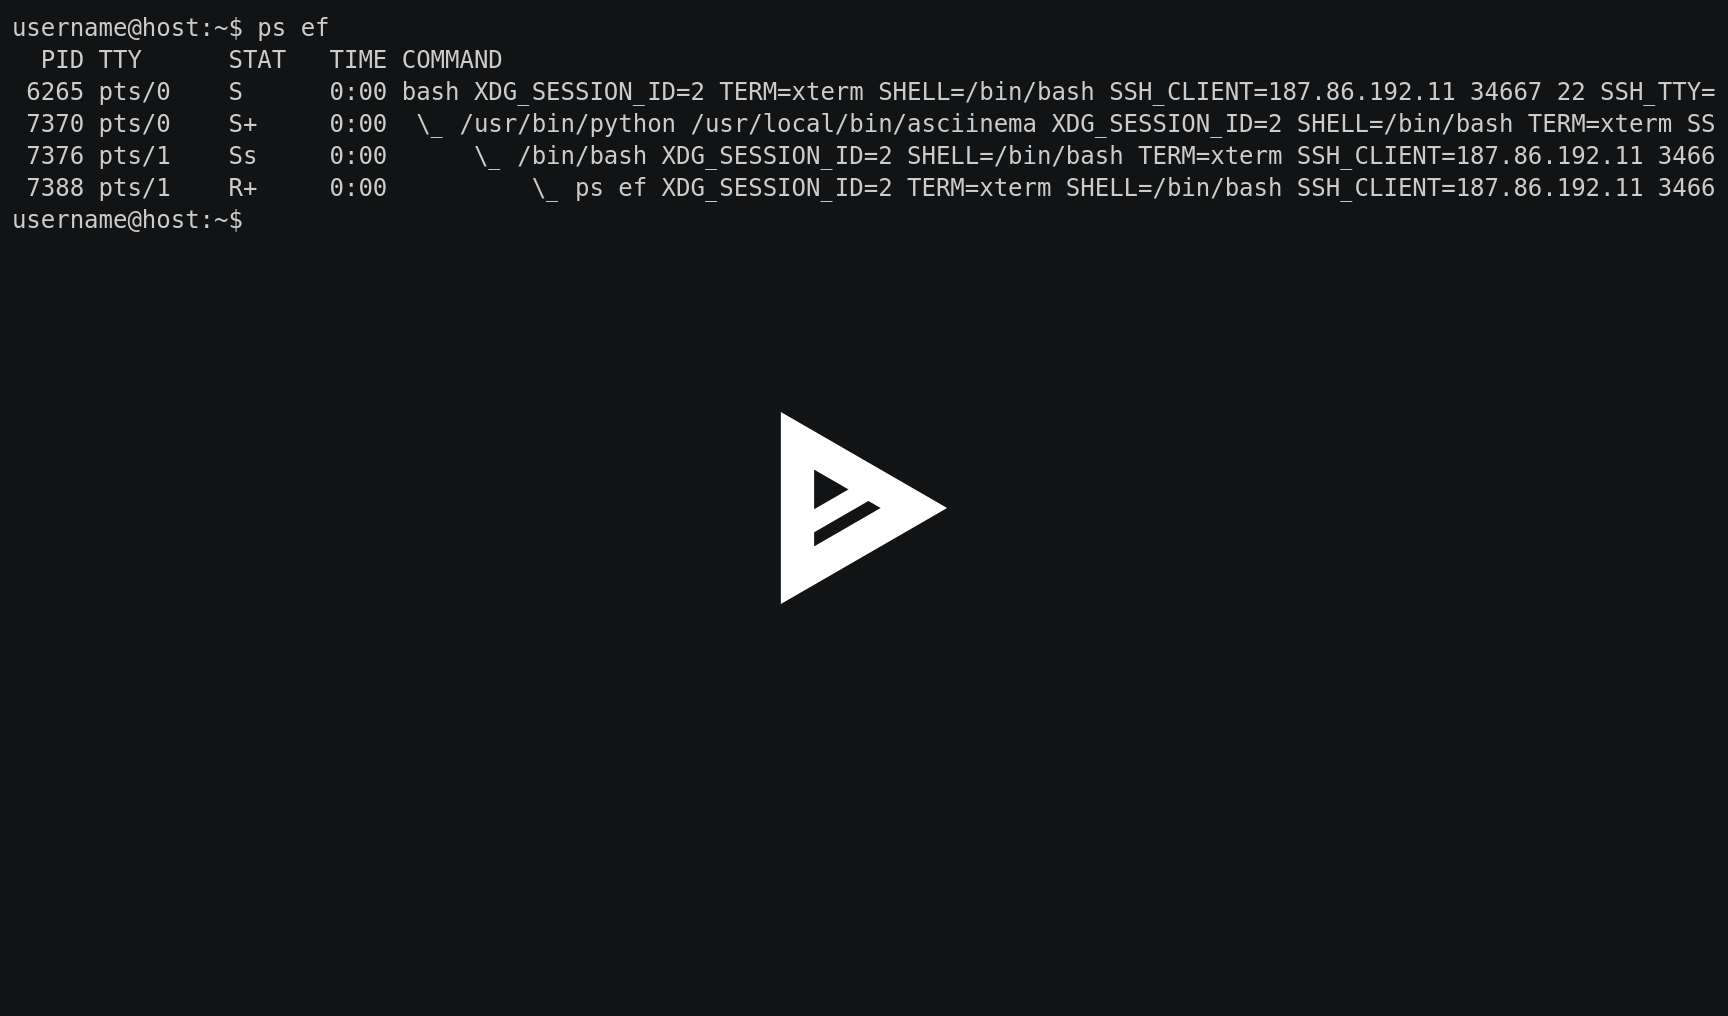 username@host:~$ ps ef
  PID TTY      STAT   TIME COMMAND
 6265 pts/0    S      0:00 bash XDG_SESSION_ID=2 TERM=xterm SHELL=/bin/bash SSH_CLIENT=187.86.192.11 34667 22 SSH_TTY=
 7370 pts/0    S+     0:00  \_ /usr/bin/python /usr/local/bin/asciinema XDG_SESSION_ID=2 SHELL=/bin/bash TERM=xterm SS
 7376 pts/1    Ss     0:00      \_ /bin/bash XDG_SESSION_ID=2 SHELL=/bin/bash TERM=xterm SSH_CLIENT=187.86.192.11 3466
 7388 pts/1    R+     0:00          \_ ps ef XDG_SESSION_ID=2 TERM=xterm SHELL=/bin/bash SSH_CLIENT=187.86.192.11 3466
username@host:~$